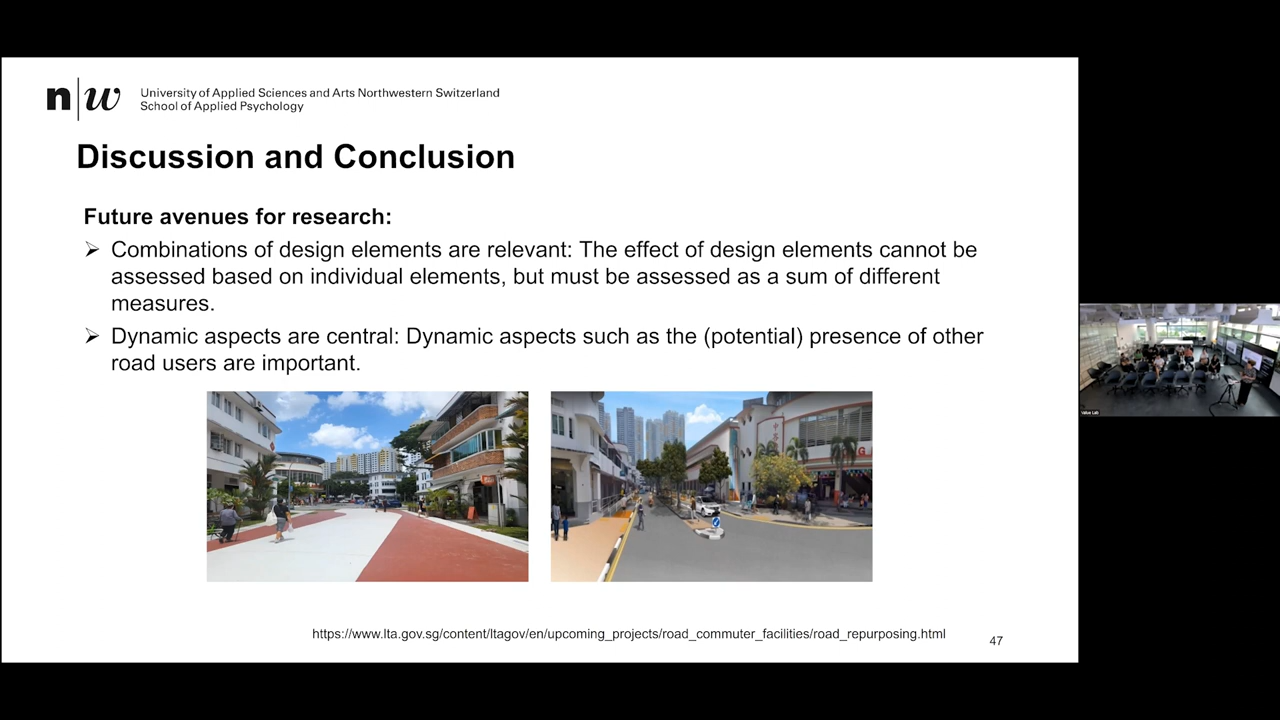 n|w University of Applied Sciences and Arts Northwestern Switzerland
School of Applied Psychology
Discussion and Conclusion
Future avenues for research:
➢ Combinations of design elements are relevant: The effect of design elements cannot be
assessed based on individual elements, but must be assessed as a sum of different
measures.
➢ Dynamic aspects are central: Dynamic aspects such as the (potential) presence of other
road users are important.
https://www.lta.gov.sg/content/ltagov/en/upcoming_projects/road_commuter_facilities/road_repurposing.html
47
Value Lab